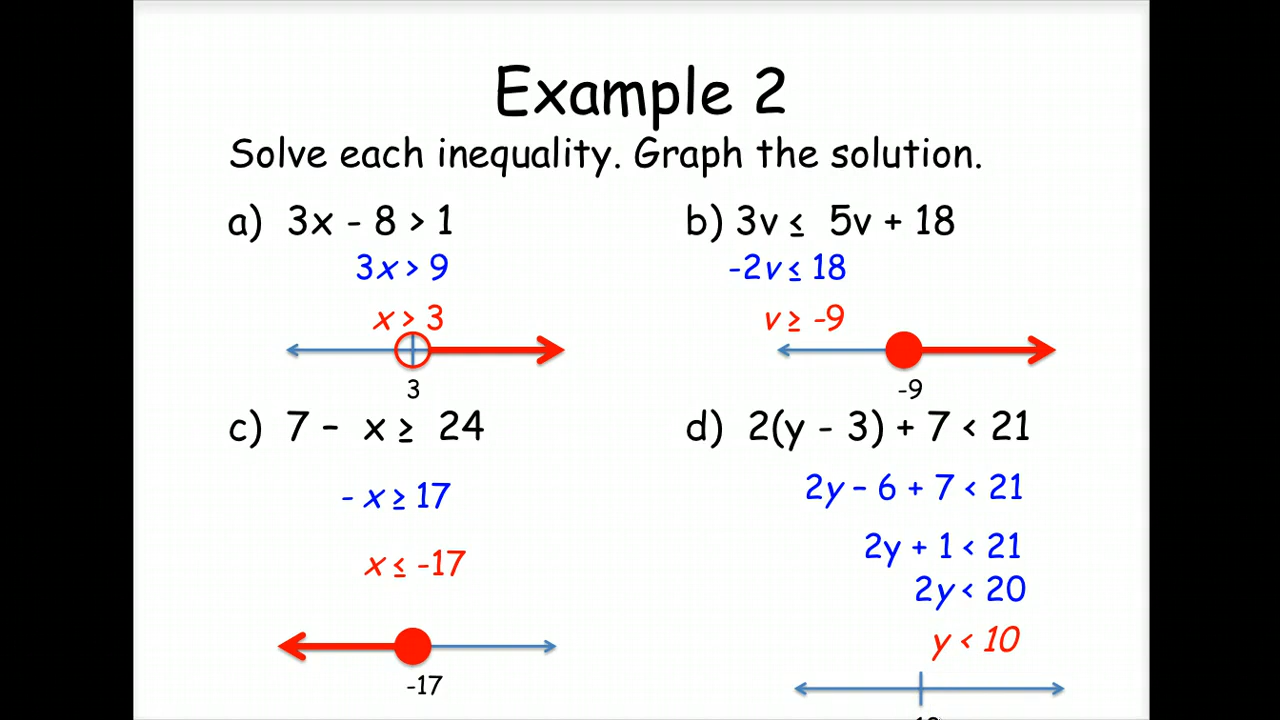 Example 2
Solve each inequality. Graph the solution.
a) 3x - 8 > 1
3x > 9
x > 3
3
b) 3v ≤ 5v + 18
-2v ≤ 18
v ≥ -9
-9
c) 7 – x ≥ 24
- x ≥ 17
x ≤ -17
-17
d) 2(y - 3) + 7 < 21
2y – 6 + 7 < 21
2y + 1 < 21
2y < 20
y < 10